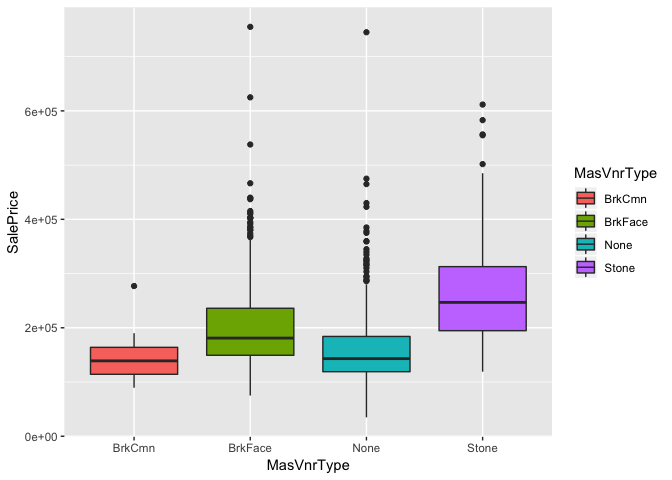 6e+05
4e+05
2e+05
0e+00
SalePrice
BrkCmn
BrkFace
None
Stone
MasVnrType
MasVnrType
BrkCmn
BrkFace
None
Stone